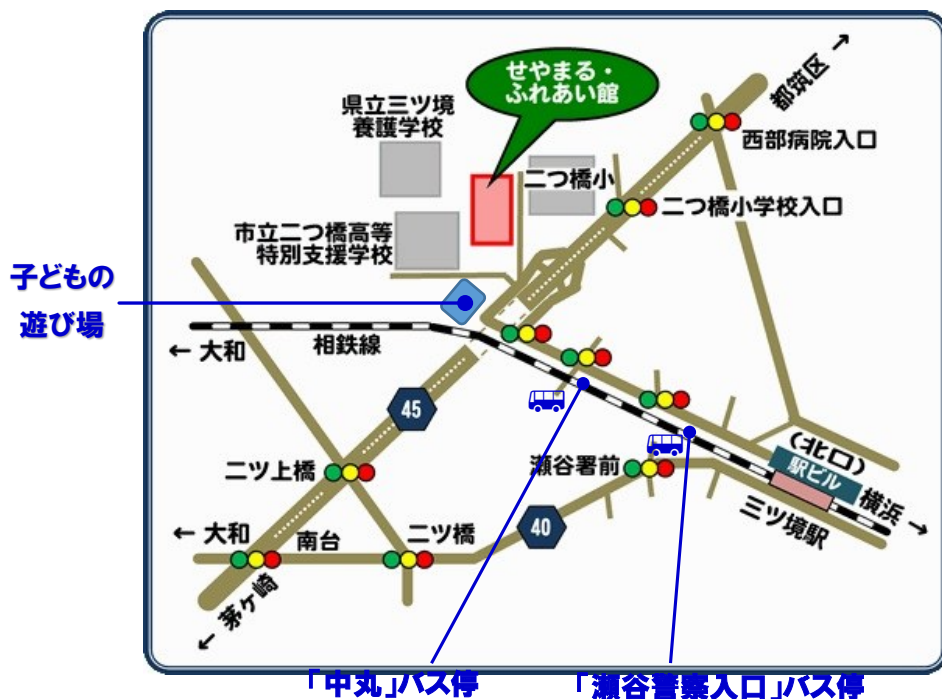 せやまる・
ふれあい館
県立三ツ境
養護学校
都筑区
西部病院入口
二つ橋小
二つ橋小学校入口
市立二つ橋高等
特別支援学校
子どもの
遊び場
← 大和
相鉄線
45
(北口)
駅ビル
横浜
三ツ境駅
瀬谷署前
二ツ上橋
← 大和
南台
二ツ橋
40
← 茅ヶ崎
「中丸」バス停
「瀬谷警察入口」バス停